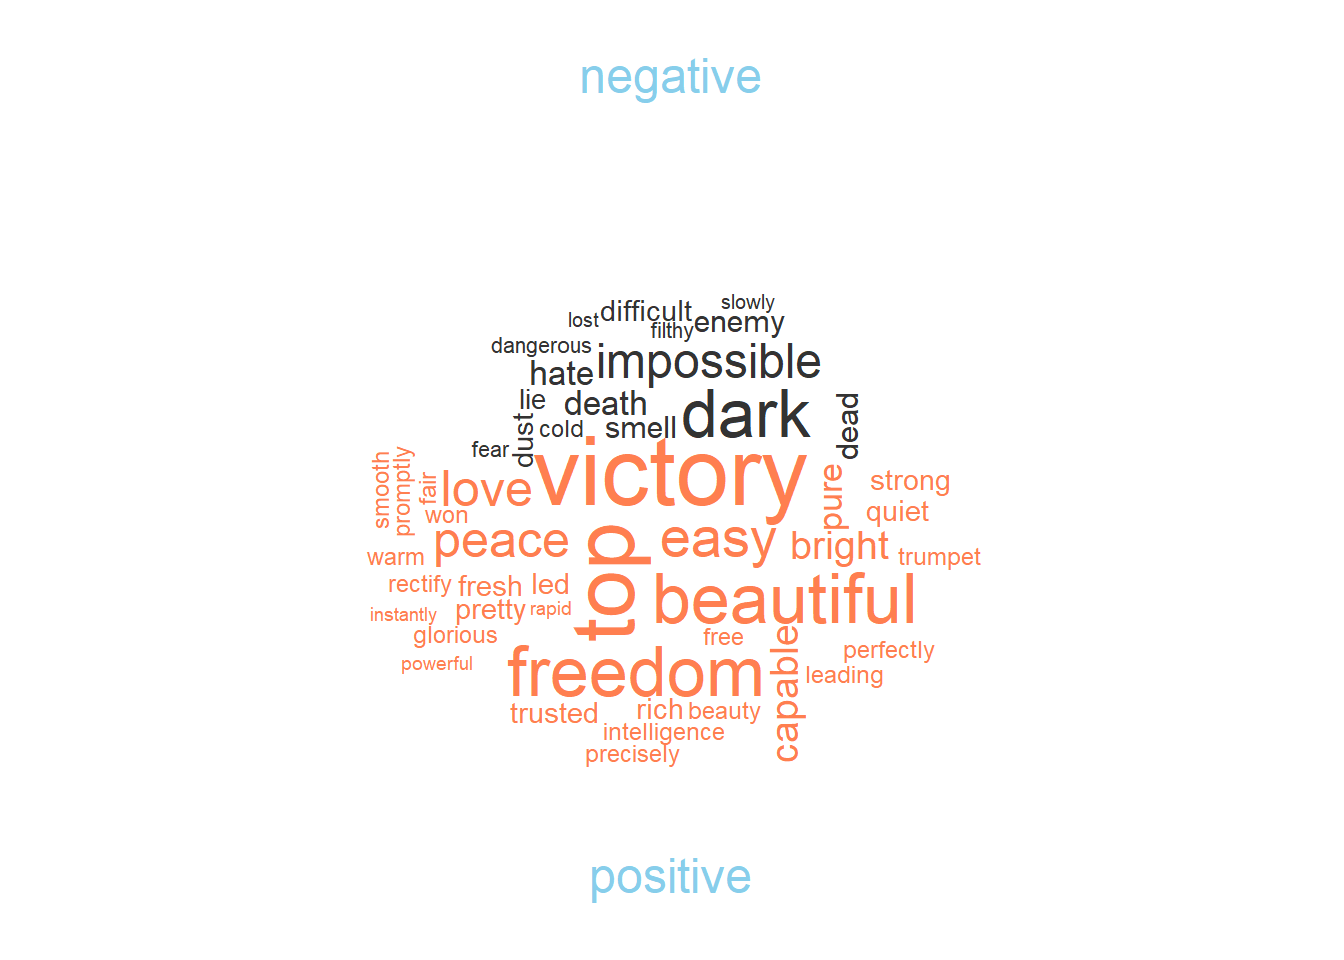 negative
slowly
lost difficult
filthy enemy
dangerous impossible
hate
lie death dark dead
dust cold smell
fear
victory
smooth promptly fair love pure strong
won quiet
peace top easy bright
warm trumpet
rectify fresh led beautiful
instantly pretty rapid
glorious free capable perfectly
powerful freedom leading
trusted rich beauty
intelligence
precisely
positive